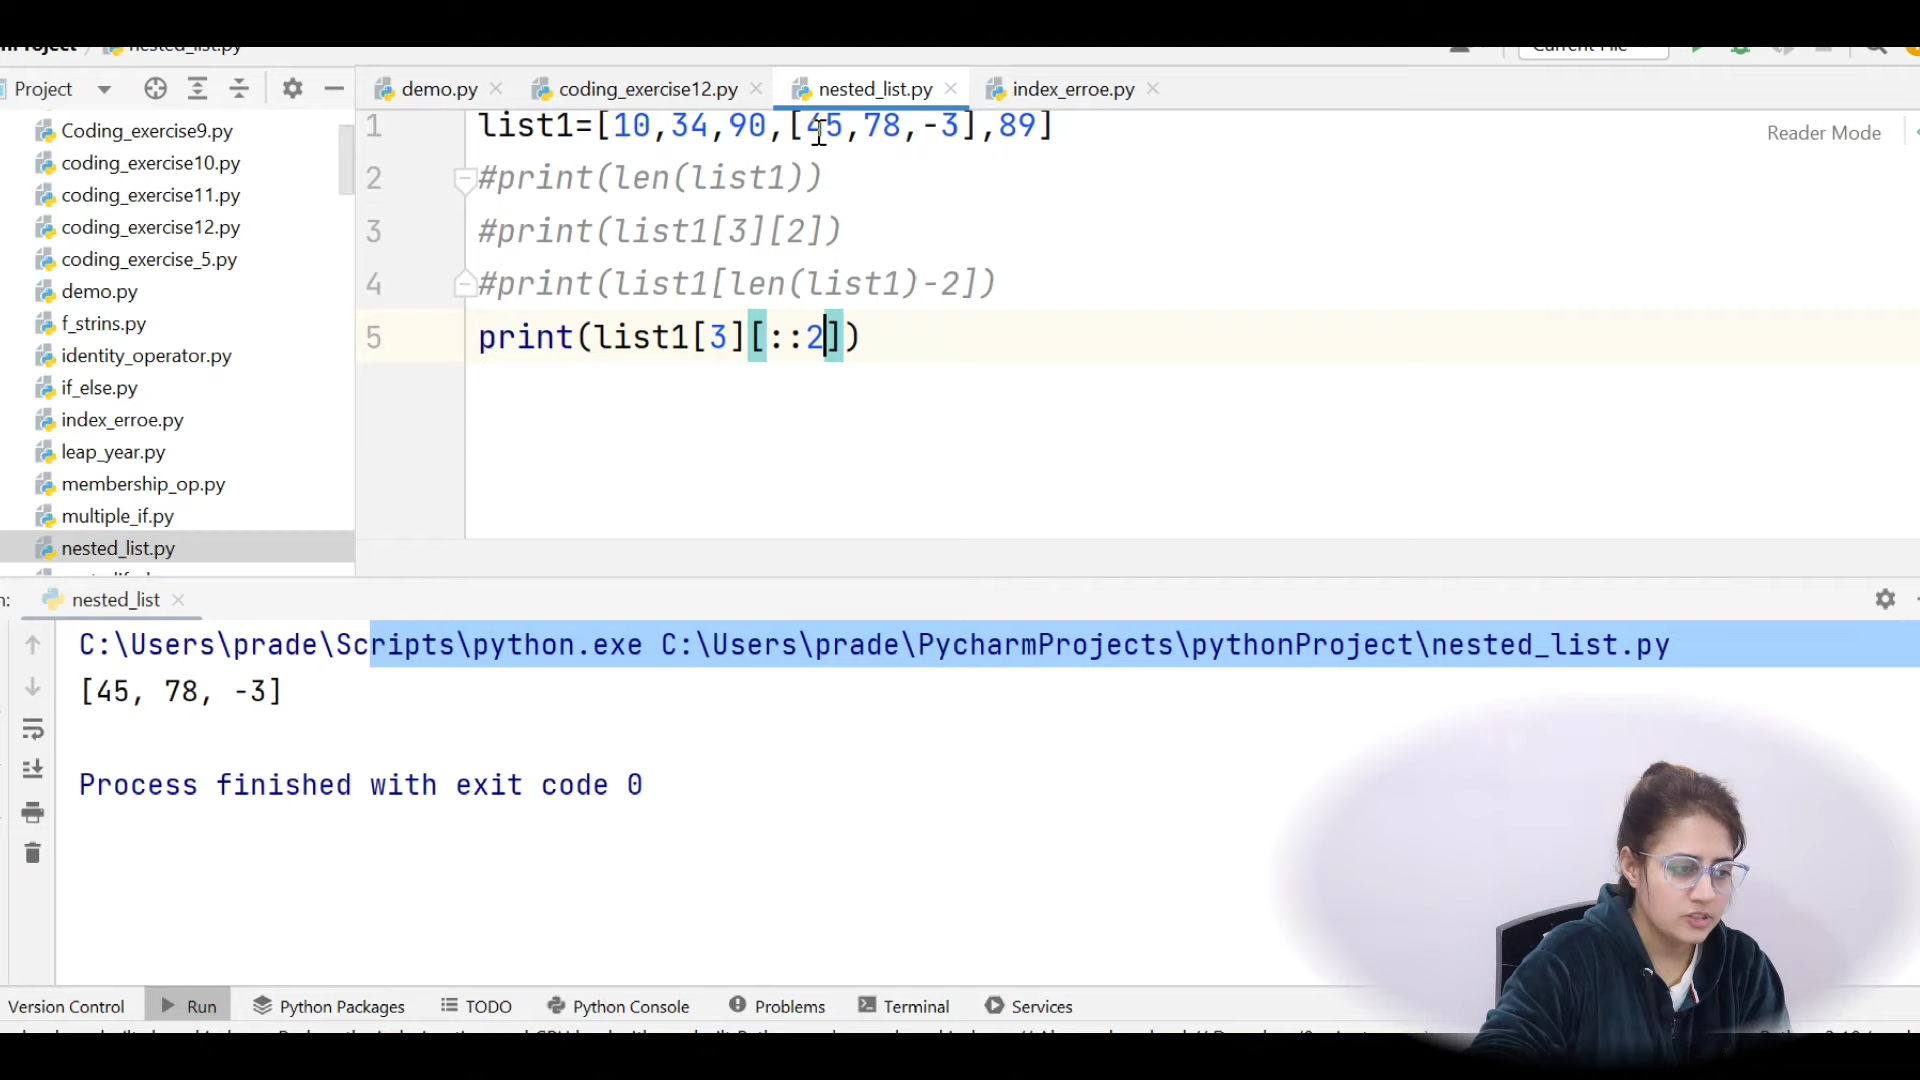 nested_list.py
Project
demo.py
coding_exercise12.py
nested_list.py
index_erroe.py
Coding_exercise9.py
coding_exercise10.py
coding_exercise11.py
coding_exercise12.py
coding_exercise_5.py
demo.py
f_strins.py
identity_operator.py
if_else.py
index_erroe.py
leap_year.py
membership_op.py
multiple_if.py
nested_list.py
Reader Mode
1 list1=[10,34,90,[45,78,-3],89]
2 #print(len(list1))
3 #print(list1[3][2])
4 #print(list1[len(list1)-2])
5 print(list1[3][::2])
nested_list
C:\Users\prade\Scripts\python.exe C:\Users\prade\PycharmProjects\pythonProject\nested_list.py
[45, 78, -3]
Process finished with exit code 0
Version Control
Run
Python Packages
TODO
Python Console
Problems
Terminal
Services